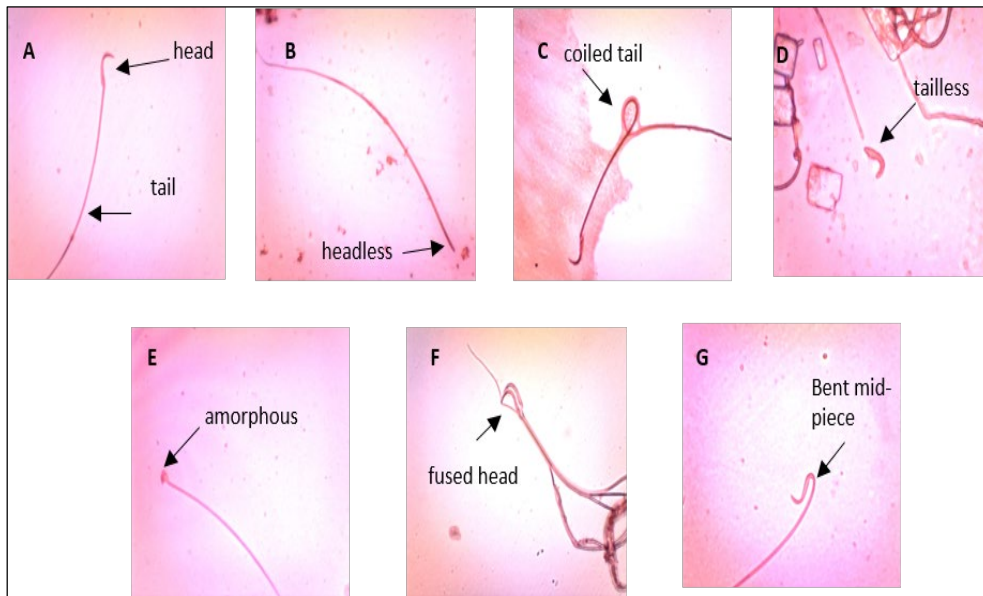 A
head
tail
B
headless
C
coiled tail
D
tailless
E
amorphous
F
fused head
G
Bent mid-
piece